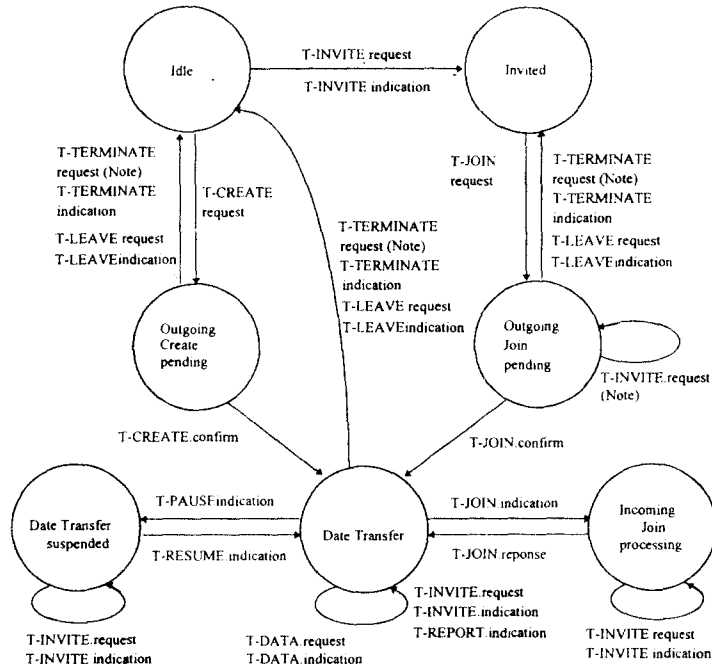 Idle
T-INVITE request
T-INVITE indication
Invited
T-TERMINATE
request (Note)
T-TERMINATE
indication
T-LEAVE request
T-LEAVEindication
T-CREATE
request
T-TERMINATE
request (Note)
T-TERMINATE
indication
T-LEAVE request
T-LEAVEindication
T-JOIN
request
T-TERMINATE
request (Note)
T-TERMINATE
indication
T-LEAVE request
T-LEAVE indication
Outgoing
Create
pending
Outgoing
Join
pending
T-INVITE.request
(Note)
T-CREATE.confirm
T-JOIN.confirm
Date Transfer
suspended
T-PAUSE indication
T-RESUME.indication
Date Transfer
T-JOIN.indication
T-JOIN.reponse
Incoming
Join
processing
T-INVITE.request
T-INVITE indication
T-DATA.request
T-DATA.indication
T-INVITE.request
T-INVITE.indication
T-REPORT.indication
T-INVITE request
T-INVITE indication